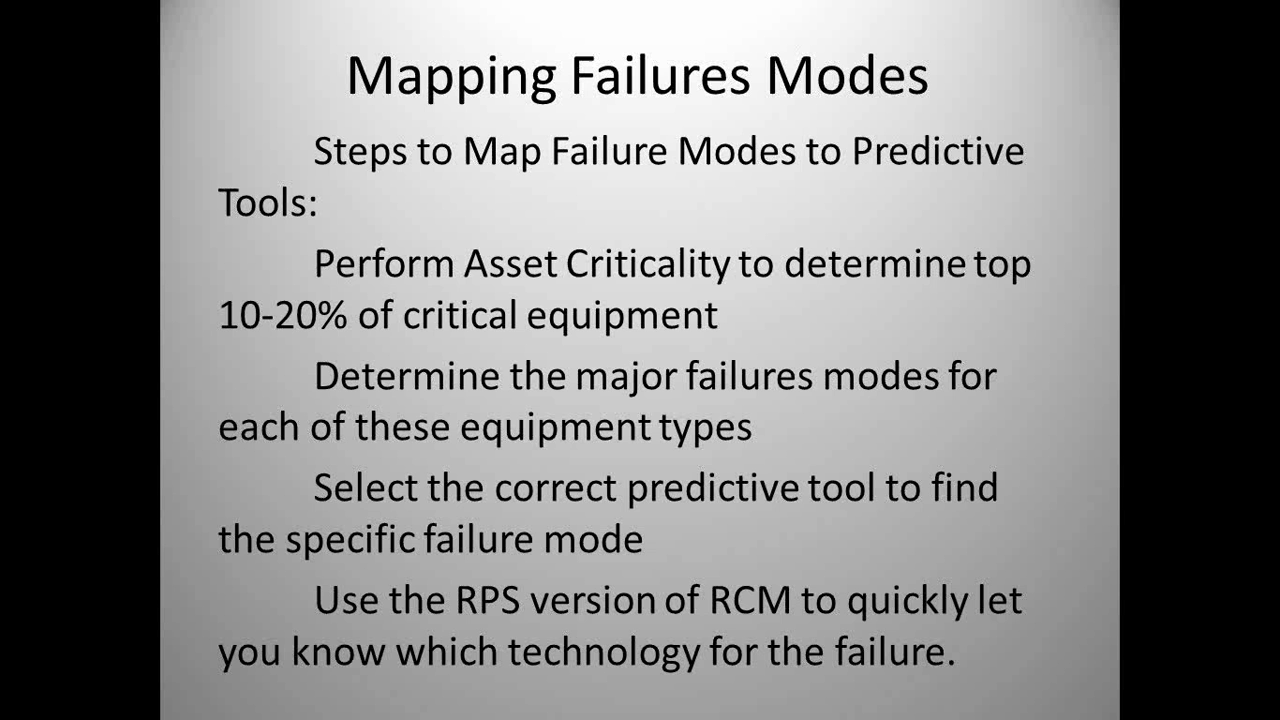 Mapping Failures Modes
Steps to Map Failure Modes to Predictive
Tools:
Perform Asset Criticality to determine top
10-20% of critical equipment
Determine the major failures modes for
each of these equipment types
Select the correct predictive tool to find
the specific failure mode
Use the RPS version of RCM to quickly let
you know which technology for the failure.